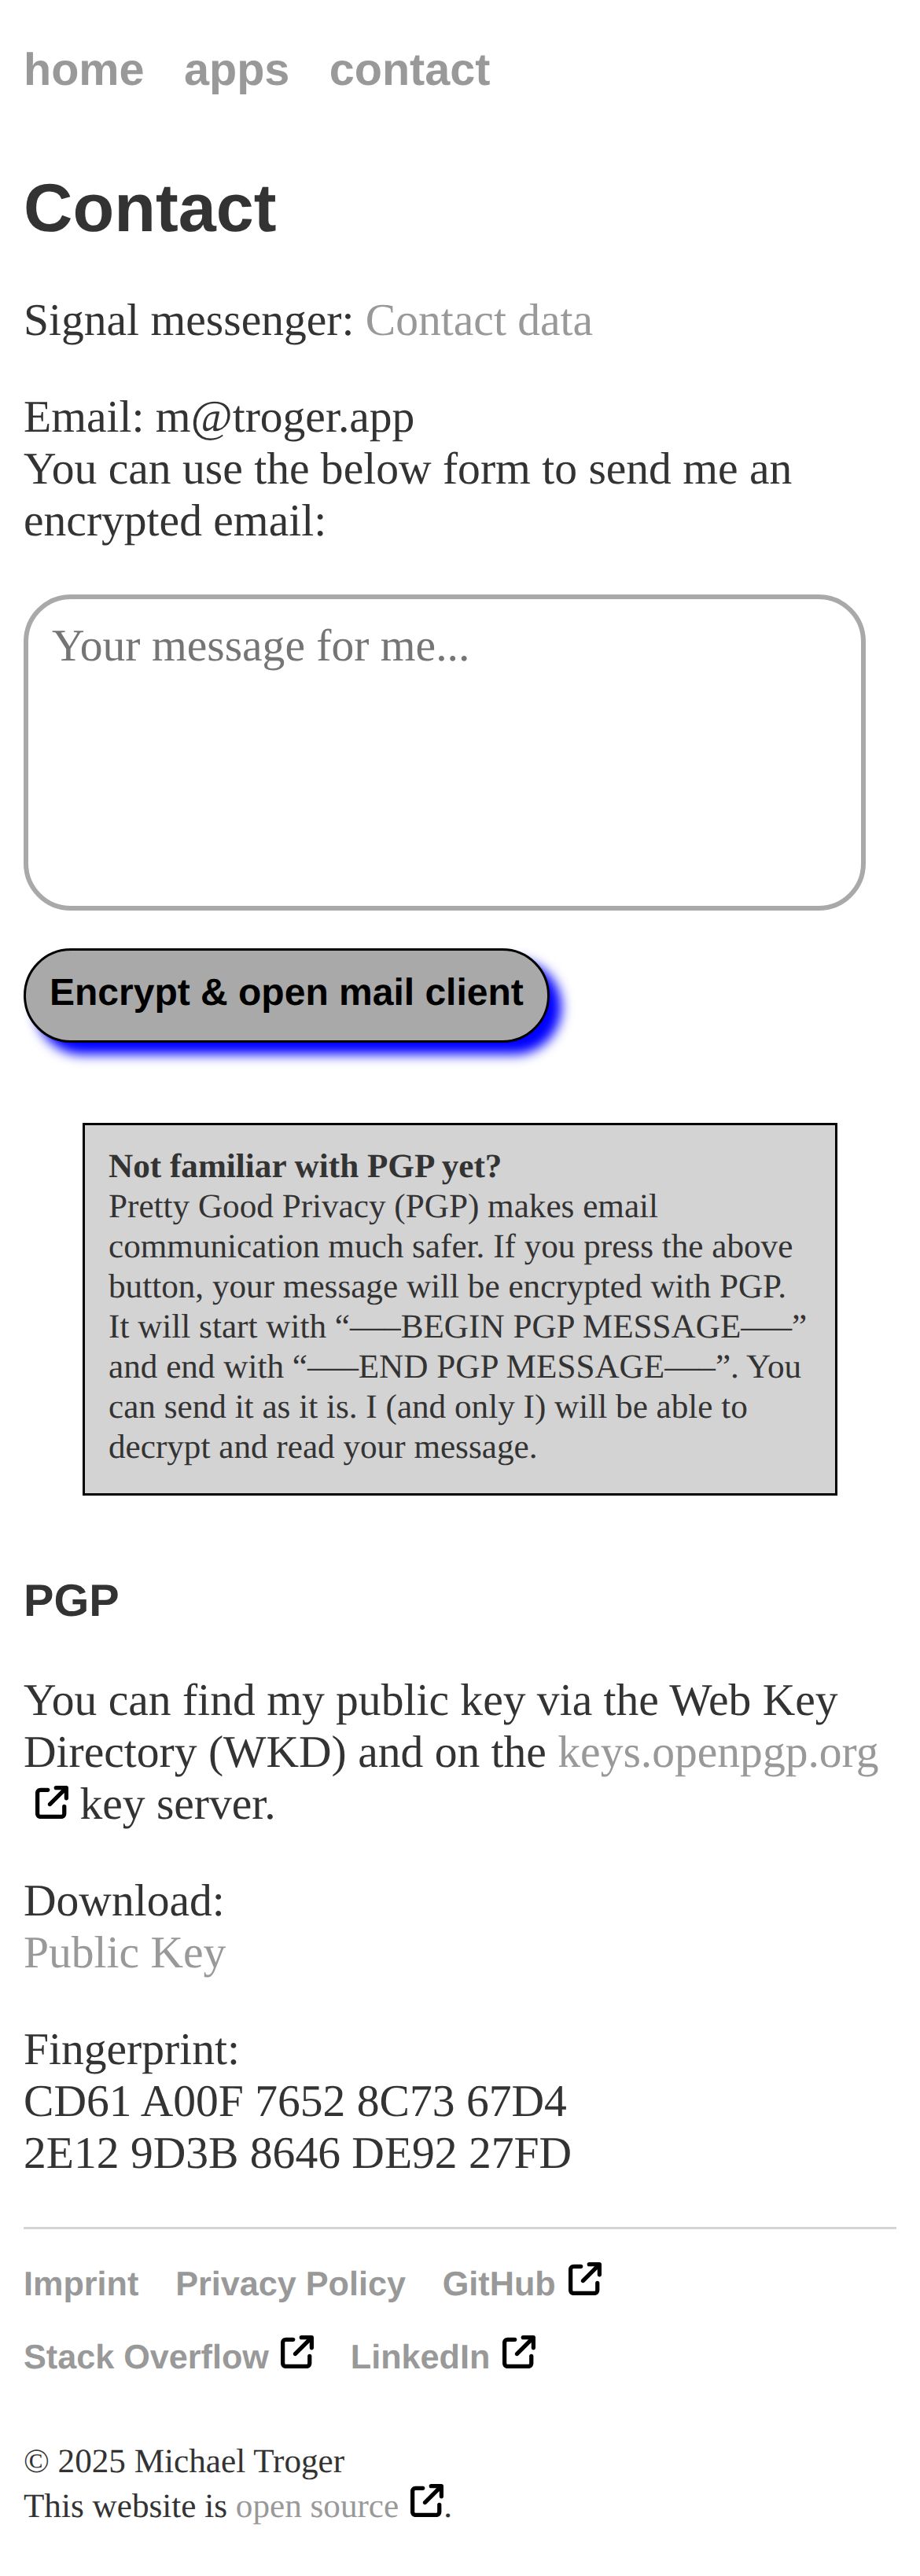 home apps contact
Contact
Signal messenger: Contact data
Email: m@troger.app
You can use the below form to send me an
encrypted email:
Your message for me...
Encrypt & open mail client
Not familiar with PGP yet?
Pretty Good Privacy (PGP) makes email
communication much safer. If you press the above
button, your message will be encrypted with PGP.
It will start with “-----BEGIN PGP MESSAGE-----”
and end with “-----END PGP MESSAGE-----”. You
can send it as it is. I (and only I) will be able to
decrypt and read your message.
PGP
You can find my public key via the Web Key
Directory (WKD) and on the keys.openpgp.org
key server.
Download:
Public Key
Fingerprint:
CD61 A00F 7652 8C73 67D4
2E12 9D3B 8646 DE92 27FD
Imprint Privacy Policy GitHub
Stack Overflow LinkedIn
© 2025 Michael Troger
This website is open source .